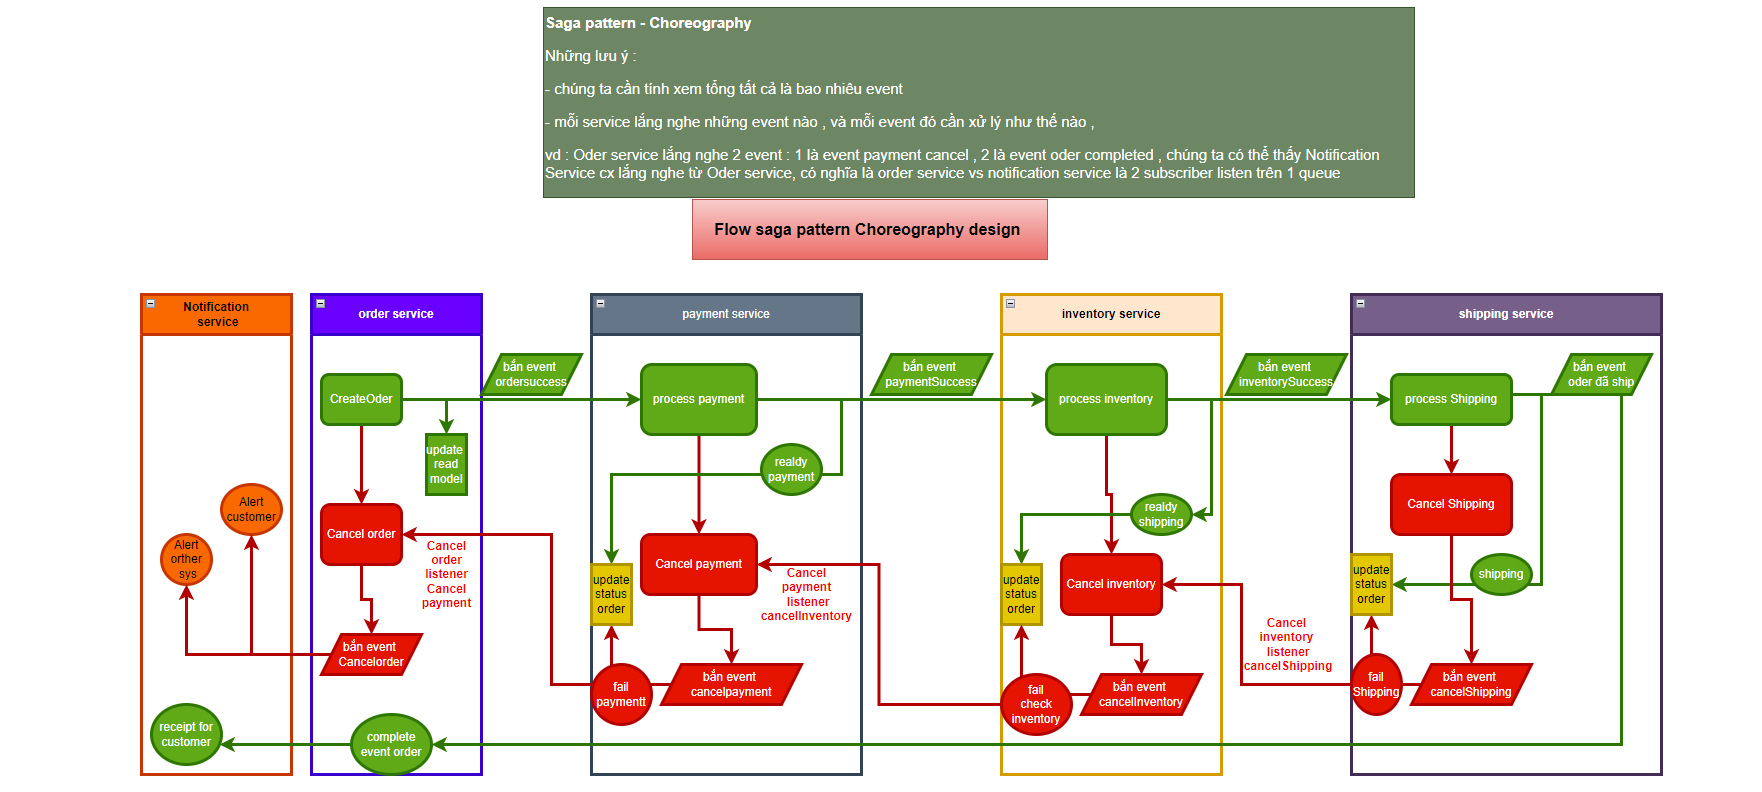 Saga pattern - Choreography
Những lưu ý :
- chúng ta cần tính xem tổng tất cả là bao nhiêu event
- mỗi service lắng nghe những event nào , và mỗi event đó cần xử lý như thế nào ,
vd : Oder service lắng nghe 2 event : 1 là event payment cancel , 2 là event oder completed , chúng ta có thể thấy Notification
Service cx lắng nghe từ Oder service, có nghĩa là order service vs notification service là 2 subscriber listen trên 1 queue
Flow saga pattern Choreography design
Notification
service
order service
payment service
inventory service
shipping service
bắn event
ordersuccess
bắn event
paymentSuccess
bắn event
inventorySuccess
bắn event
oder đã ship
CreateOder
process payment
process inventory
process Shipping
update
read
model
realdy
payment
realdy
shipping
Alert
customer
Alert
orther
sys
Cancel order
Cancel payment
Cancel inventory
Cancel Shipping
Cancel
order
listener
Cancel
payment
Cancel
payment
listener
cancelInventory
Cancel
inventory
listener
cancelShipping
update
status
order
update
status
order
update
status
order
shipping
bắn event
Cancelorder
fail
paymentt
bắn event
cancelpayment
fail
check
inventory
bắn event
cancelInventory
fail
Shipping
bắn event
cancelShipping
receipt for
customer
complete
event order